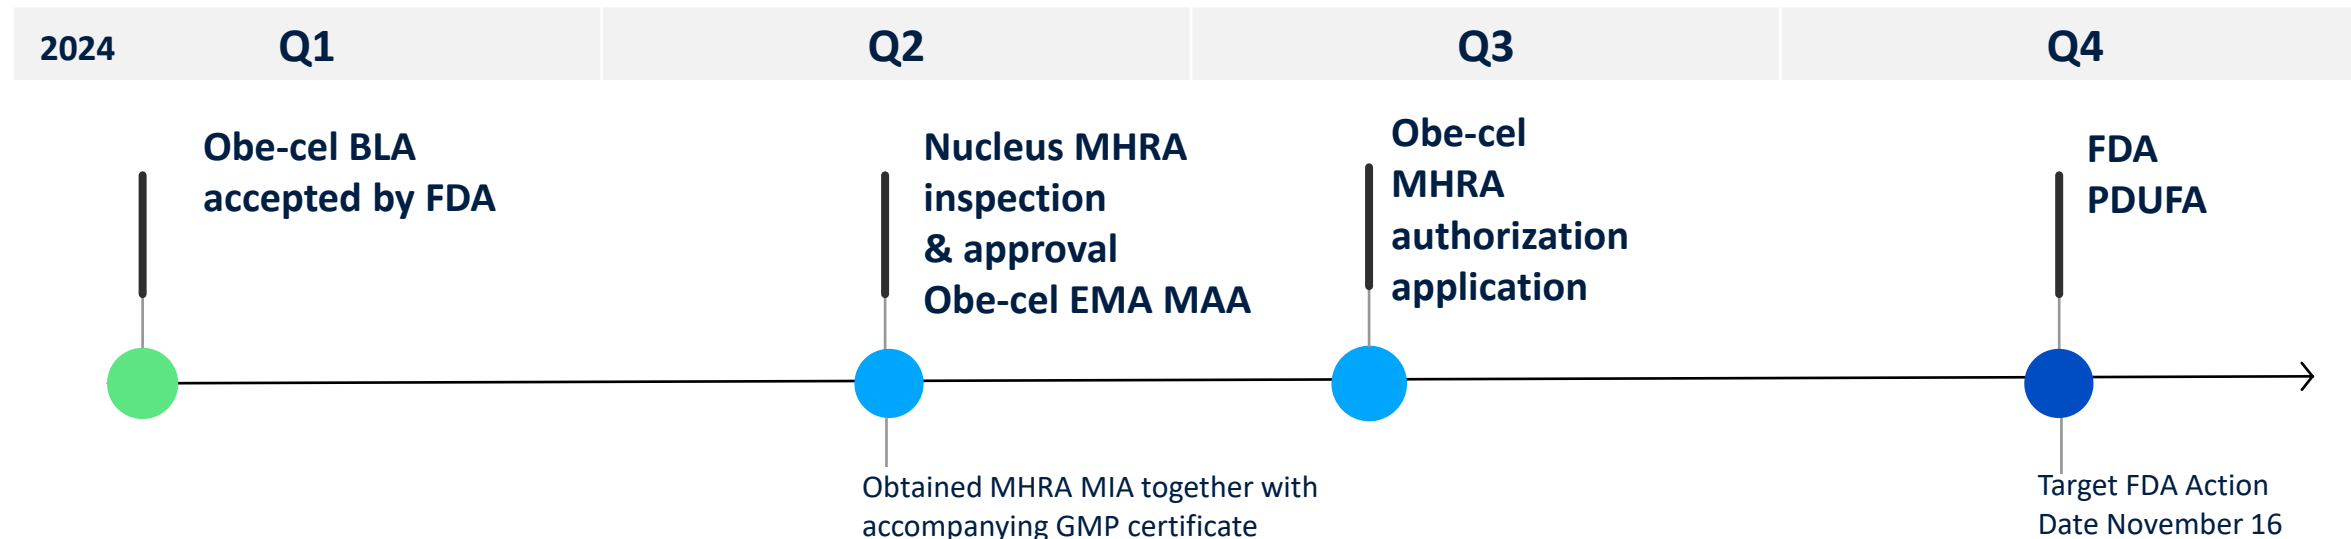 2024 Q1 Q2 Q3 Q4
Obe-cel BLA
accepted by FDA
Nucleus MHRA
inspection
& approval
Obe-cel EMA MAA
Obtained MHRA MIA together with
accompanying GMP certificate
Obe-cel
MHRA
authorization
application
FDA
PDUFA
Target FDA Action
Date November 16